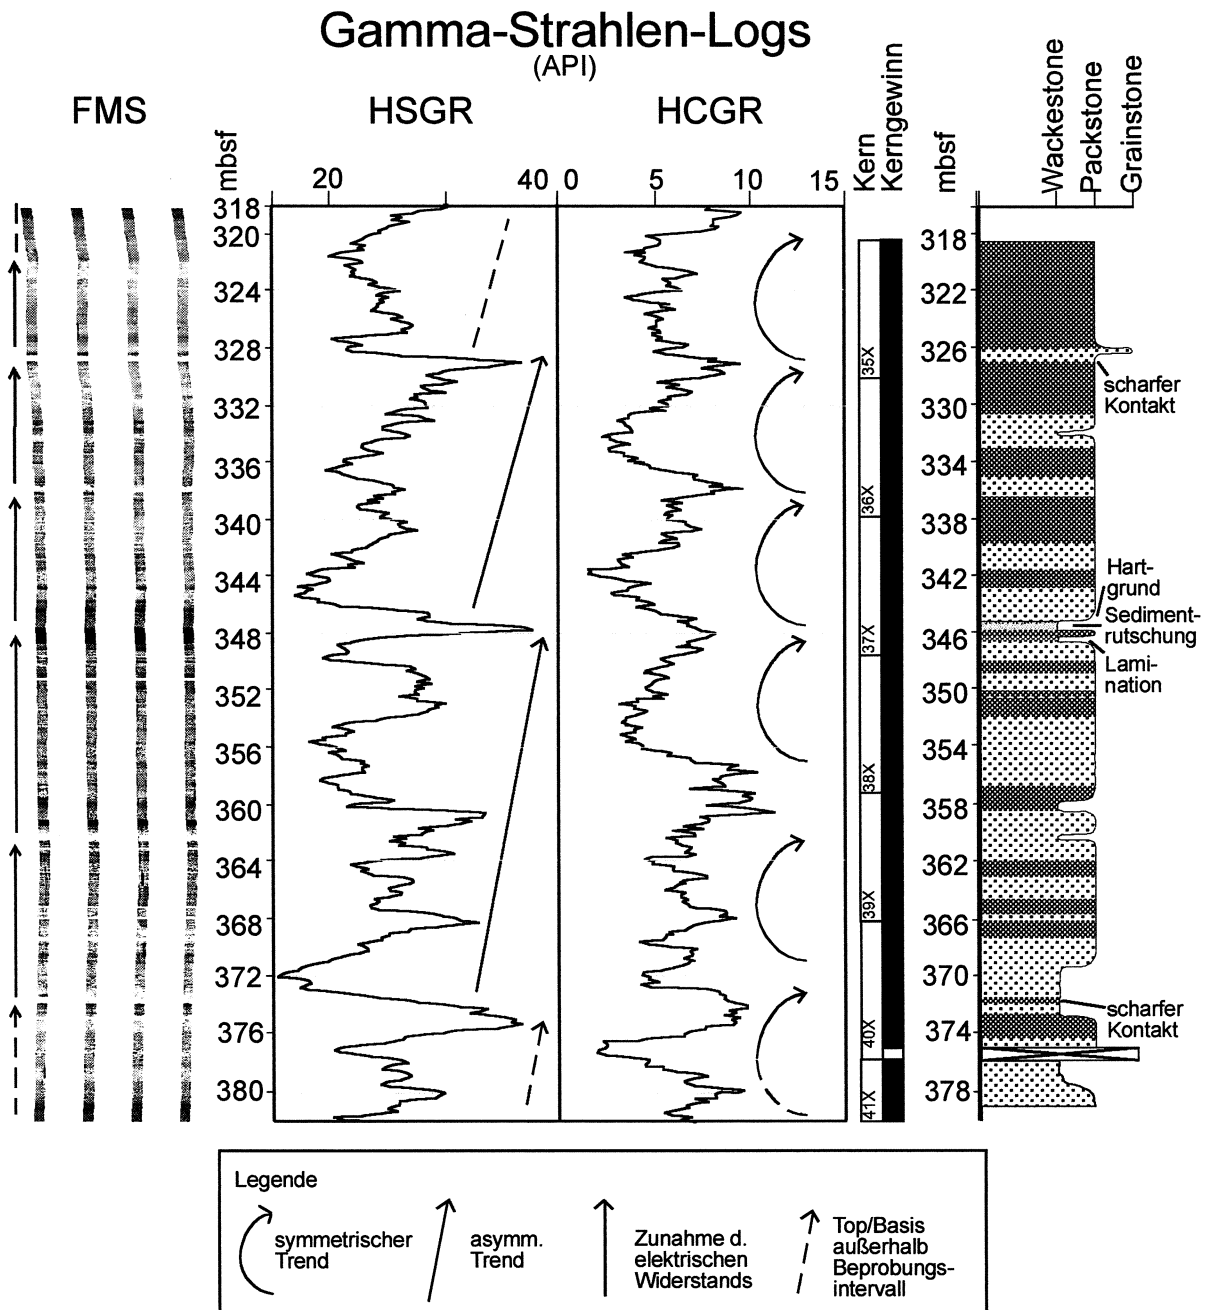 Gamma-Strahlen-Logs
(API)
FMS
HSGR
HCGR
mbsf
20
40
0
5
10
15
Kern
Kerngewinn
mbsf
Wackestone
Packstone
Grainstone
318
320
324
328
332
336
340
344
348
352
356
360
364
368
372
376
380
35X
36X
37X
38X
39X
40X
41X
318
322
326
330
334
338
342
346
350
354
358
362
366
370
374
378
scharfer
Kontakt
Hart-
grund
Sediment-
rutschung
Lami-
nation
scharfer
Kontakt
Legende
symmetrischer
Trend
asymm.
Trend
Zunahme d.
elektrischen
Widerstands
Top/Basis
außerhalb
Beprobungs-
intervall